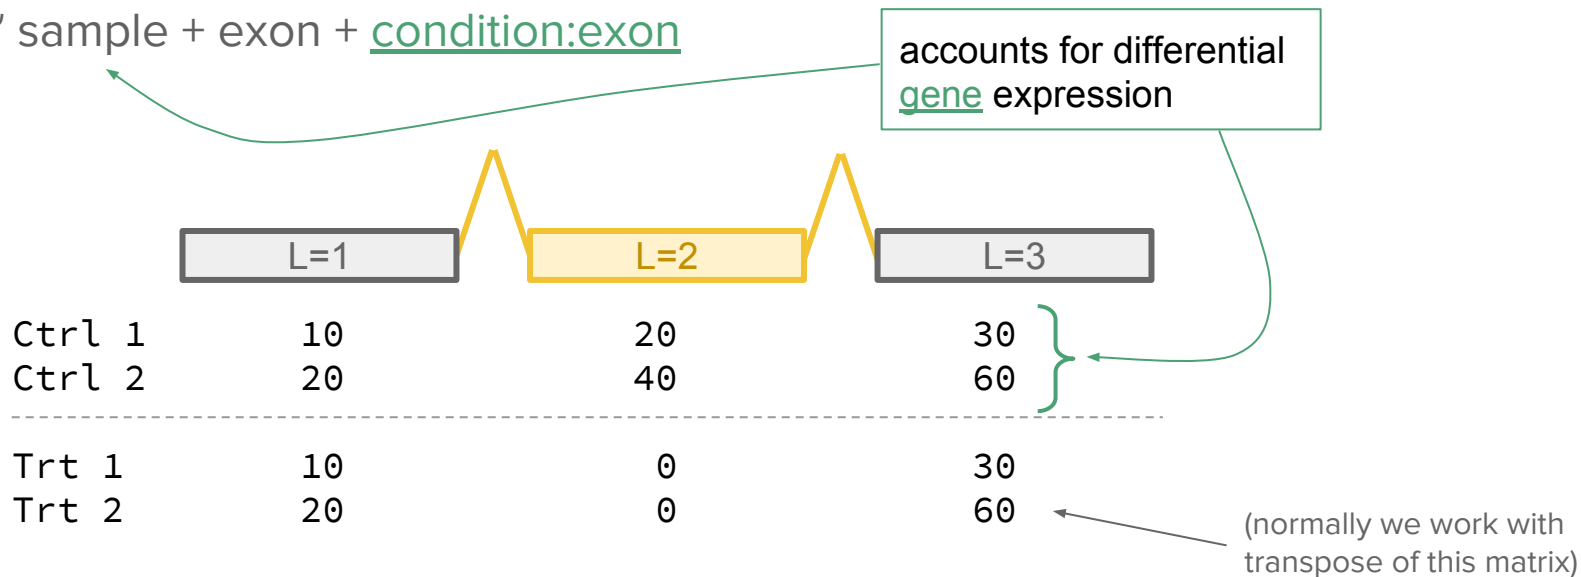 ' sample + exon + condition:exon
accounts for differential
gene expression
L=1 L=2 L=3
Ctrl 1 10 20 30
Ctrl 2 20 40 60
Trt 1 10 0 30
Trt 2 20 0 60
(normally we work with
transpose of this matrix)